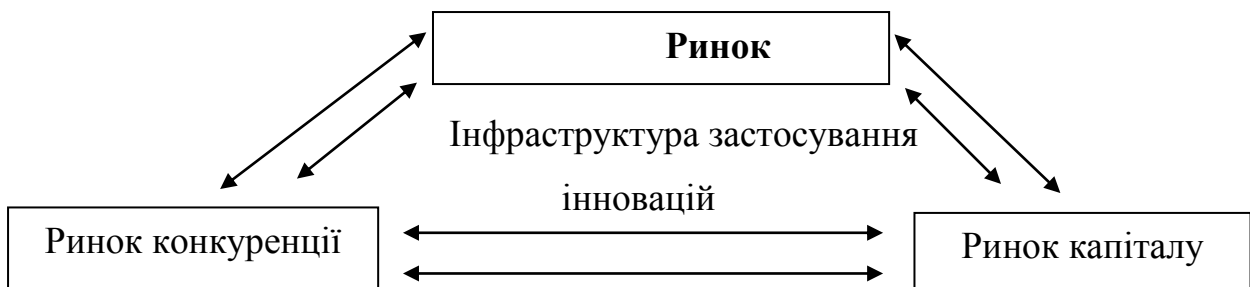 Ринок
Інфраструктура застосування
інновацій
Ринок конкуренції
Ринок капіталу